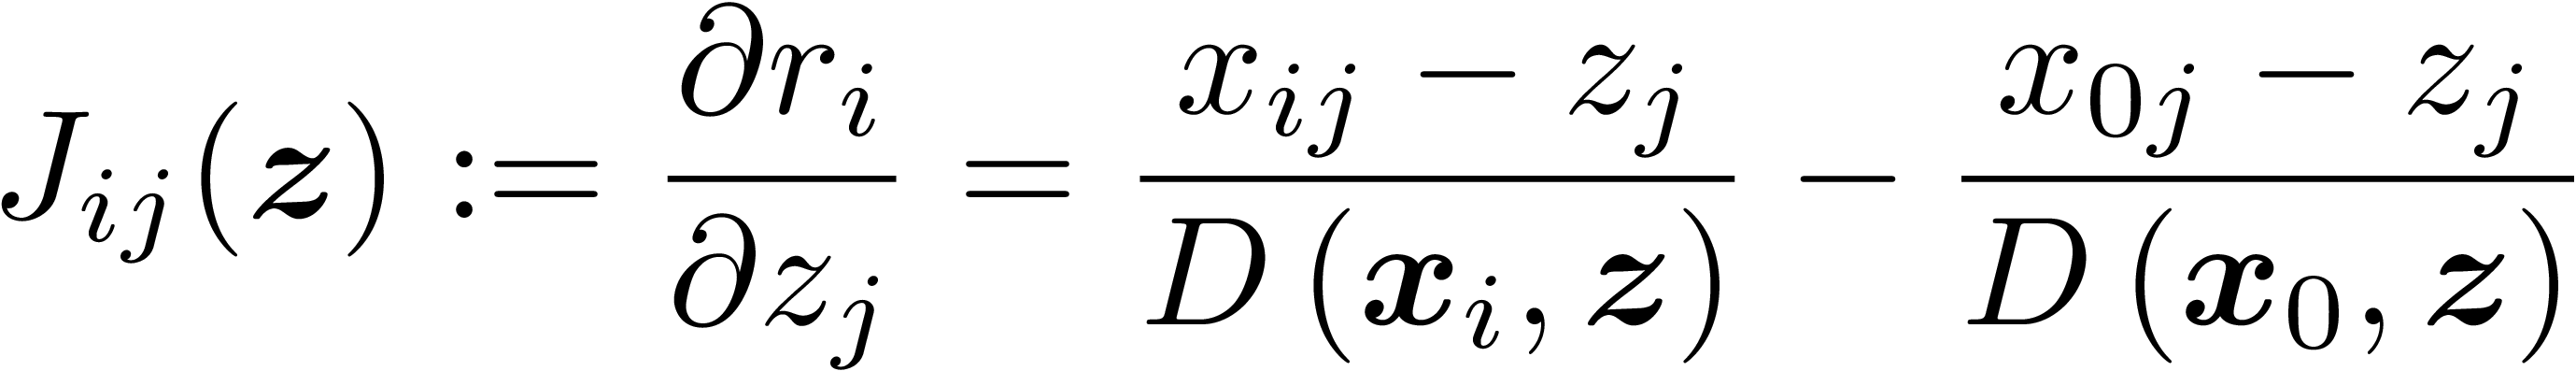 $J_{ij}(\boldsymbol{z}) := \frac{\partial r_i}{\partial z_j} = \frac{x_{ij} - z_j}{D(\boldsymbol{x}_i, \boldsymbol{z})} - \frac{x_{0j} - z_j}{D(\boldsymbol{x}_0, \boldsymbol{z})}$